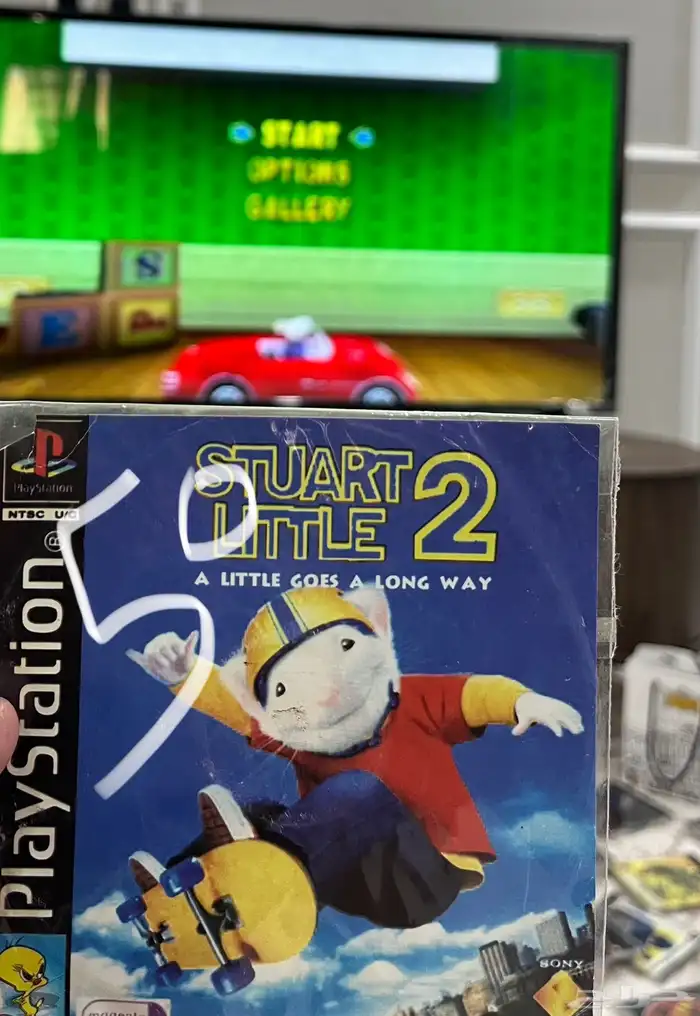 START
OPTIONS
GALLERY
S
PlayStation
NTSC U/C
PlayStation®
50
STUART
LITTLE 2
A LITTLE GOES A LONG WAY
SONY